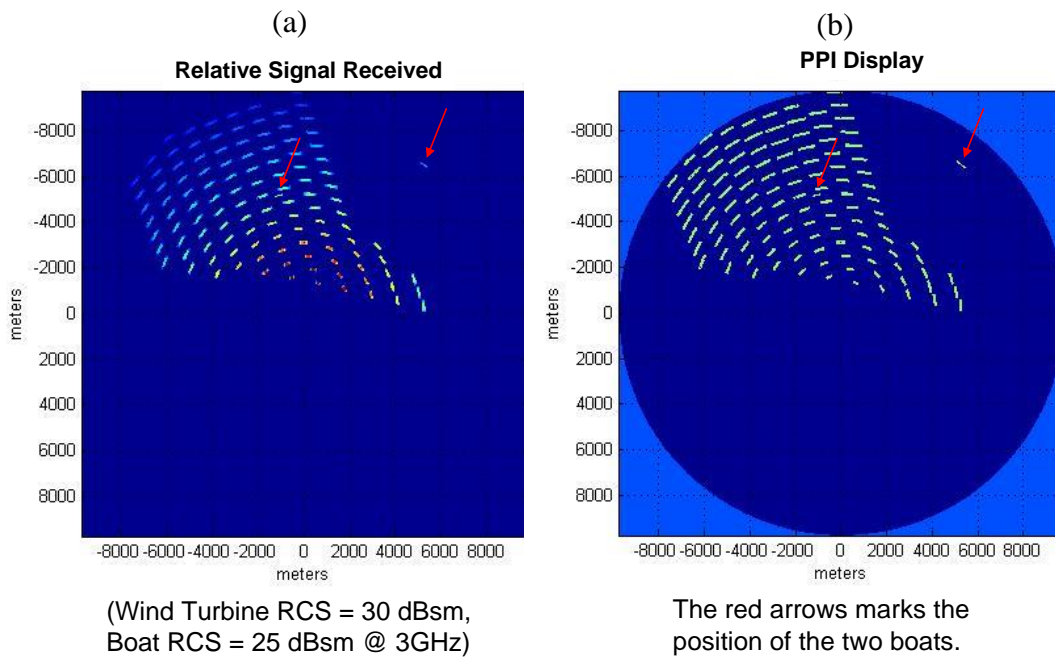 (a)
Relative Signal Received
-8000
-6000
-4000
-2000
0
2000
4000
6000
8000
meters
-8000 -6000 -4000 -2000 0 2000 4000 6000 8000
meters
(Wind Turbine RCS = 30 dBsm,
Boat RCS = 25 dBsm @ 3GHz)
(b)
PPI Display
-8000
-6000
-4000
-2000
0
2000
4000
6000
8000
meters
-8000 -6000 -4000 -2000 0 2000 4000 6000 8000
meters
The red arrows marks the
position of the two boats.